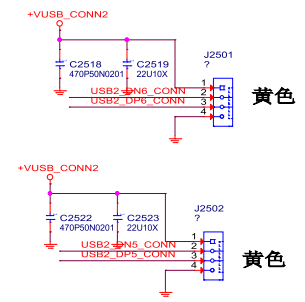 +VUSB_CONN2
C2518
470P50N0201
C2519
22U10X
J2501
?
1
USB2_DN6_CONN 2
USB2_DP6_CONN 3
4
黄色
+VUSB_CONN2
C2522
470P50N0201
C2523
22U10X
J2502
?
1
USB2_DN5_CONN 2
USB2_DP5_CONN 3
4
黄色